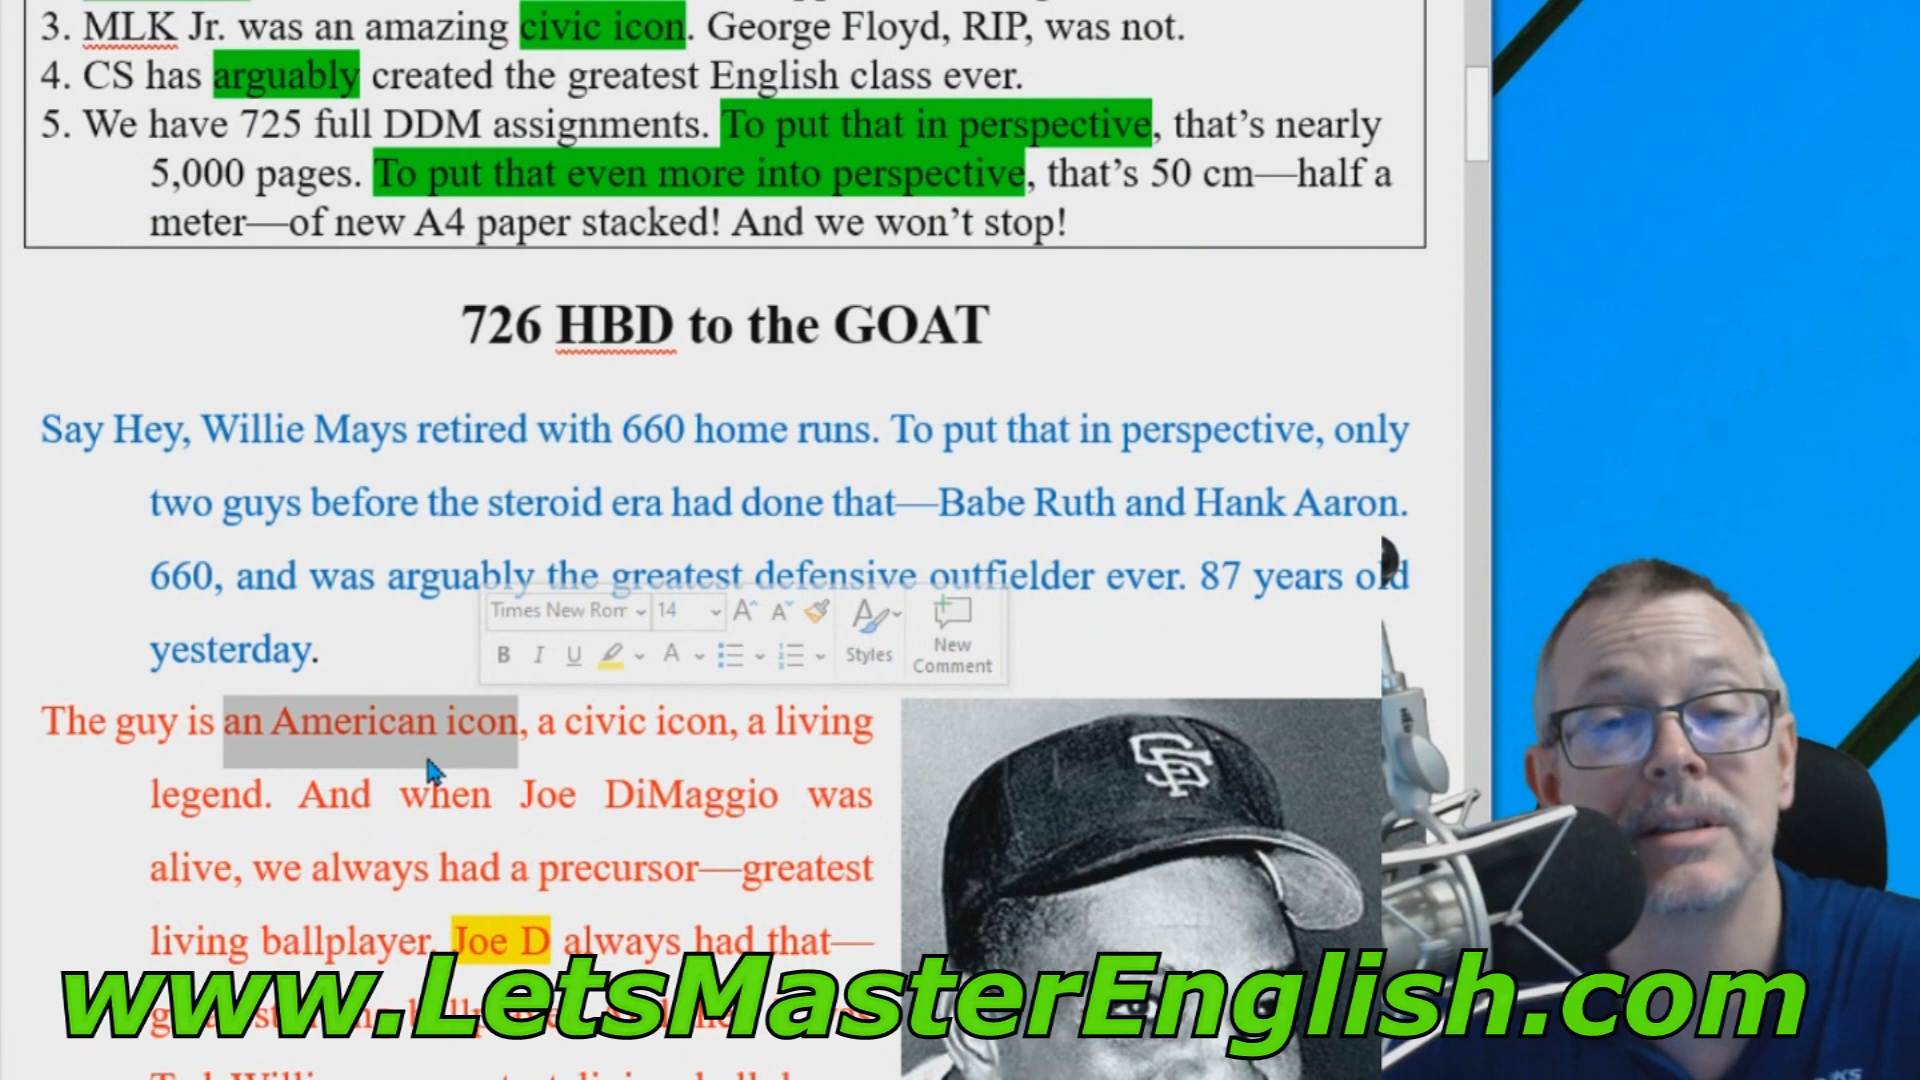 3. MLK Jr. was an amazing civic icon. George Floyd, RIP, was not.
4. CS has arguably created the greatest English class ever.
5. We have 725 full DDM assignments. To put that in perspective, that’s nearly
5,000 pages. To put that even more into perspective, that’s 50 cm—half a
meter—of new A4 paper stacked! And we won’t stop!
726 HBD to the GOAT
Say Hey, Willie Mays retired with 660 home runs. To put that in perspective, only
two guys before the steroid era had done that—Babe Ruth and Hank Aaron.
660, and was arguably the greatest defensive outfielder ever. 87 years old
yesterday.
Times New Rom 14
New
B I U A Styles Comment
The guy is an American icon, a civic icon, a living
legend. And when Joe DiMaggio was
alive, we always had a precursor—greatest
living ballplayer. Joe D always had that—
www.LetsMasterEnglish.com
SF